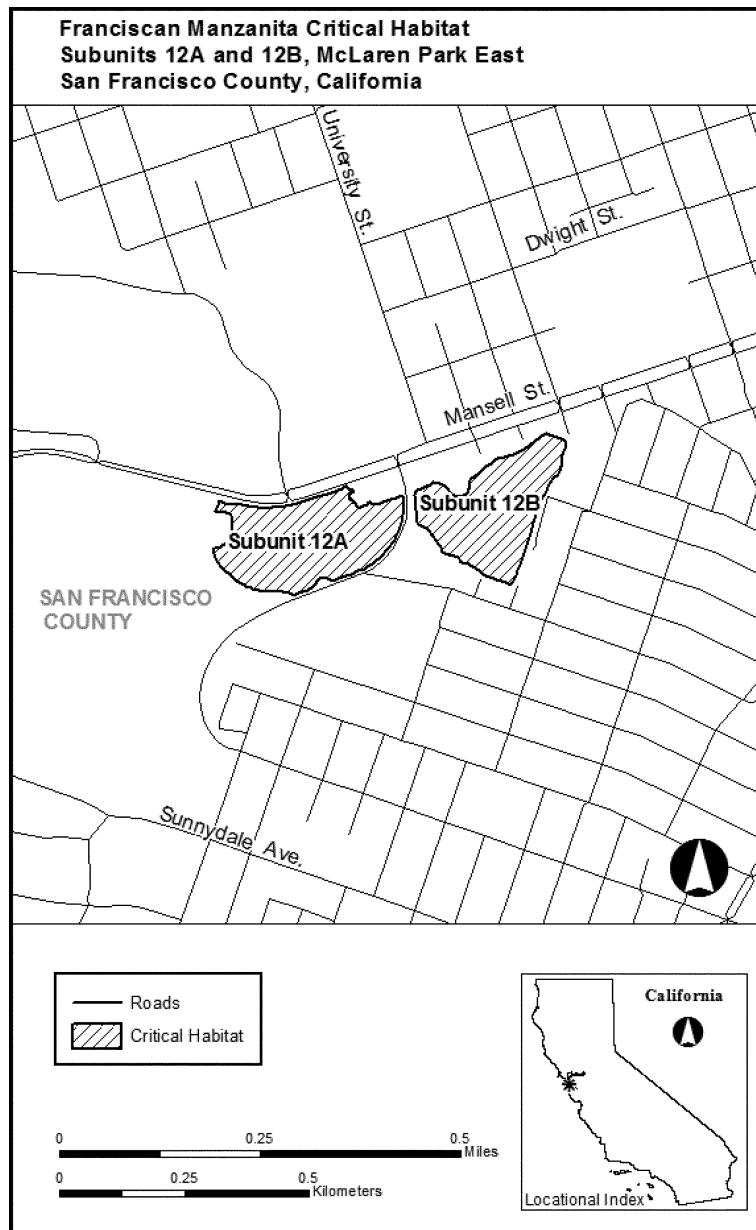 Franciscan Manzanita Critical Habitat
Subunits 12A and 12B, McLaren Park East
San Francisco County, California
University St.
Dwight St.
Mansell St.
Subunit 12B
Subunit 12A
SAN FRANCISCO
COUNTY
Sunnydale Ave.
Roads
Critical Habitat
California
0 0.25 0.5
Miles
0 0.25 0.5
Kilometers
Locational Index